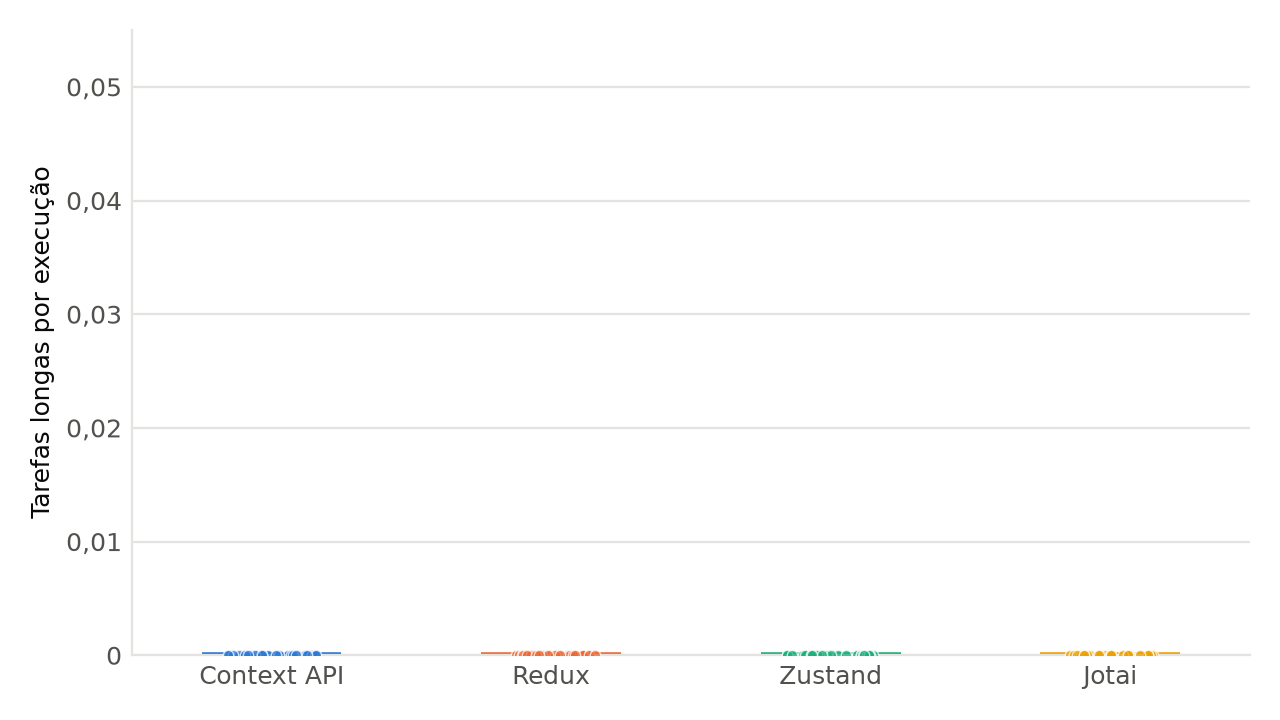 Tarefas longas por execução
0,05
0,04
0,03
0,02
0,01
0
Context API
Redux
Zustand
Jotai